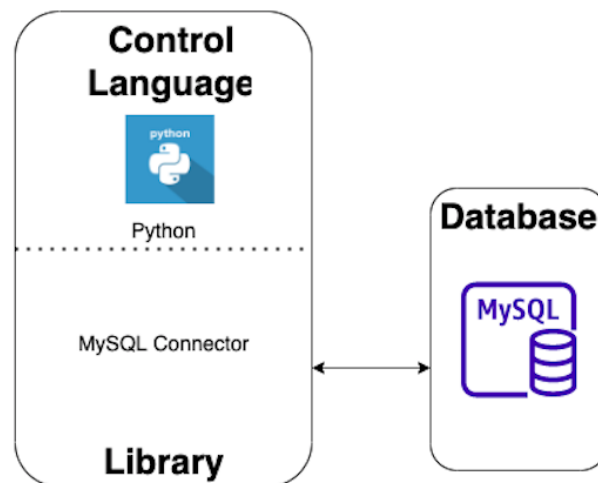 Control
Language
python
Python
MySQL Connector
Library
Database
MySQL